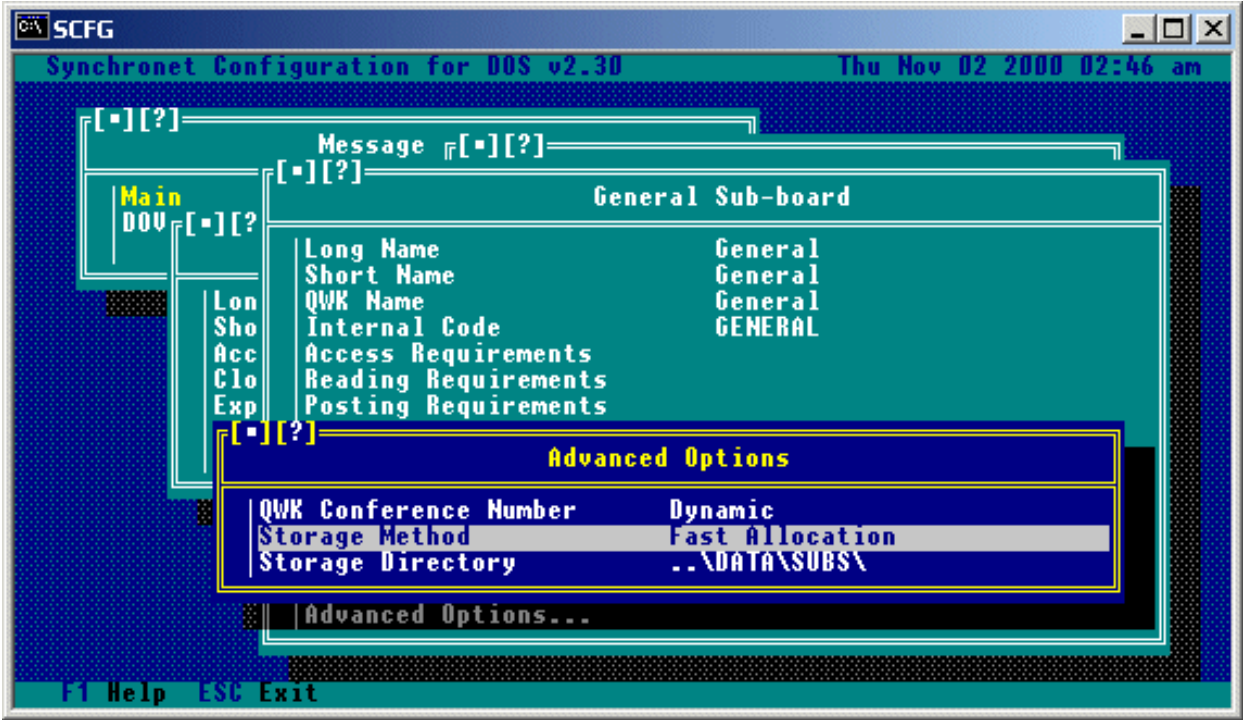 SCFG
Synchronet Configuration for DOS v2.30 Thu Nov 02 2000 02:46 am
[▪][?]
Message [▪][?]
[▪][?]
Main General Sub-board
DOV [▪][?
Long Name General
Short Name General
Lon QWK Name General
Sho Internal Code GENERAL
Acc Access Requirements
Clo Reading Requirements
Exp Posting Requirements
[▪][?]
Advanced Options
QWK Conference Number Dynamic
Storage Method Fast Allocation
Storage Directory ..\DATA\SUBS\
Advanced Options...
F1 Help ESC Exit